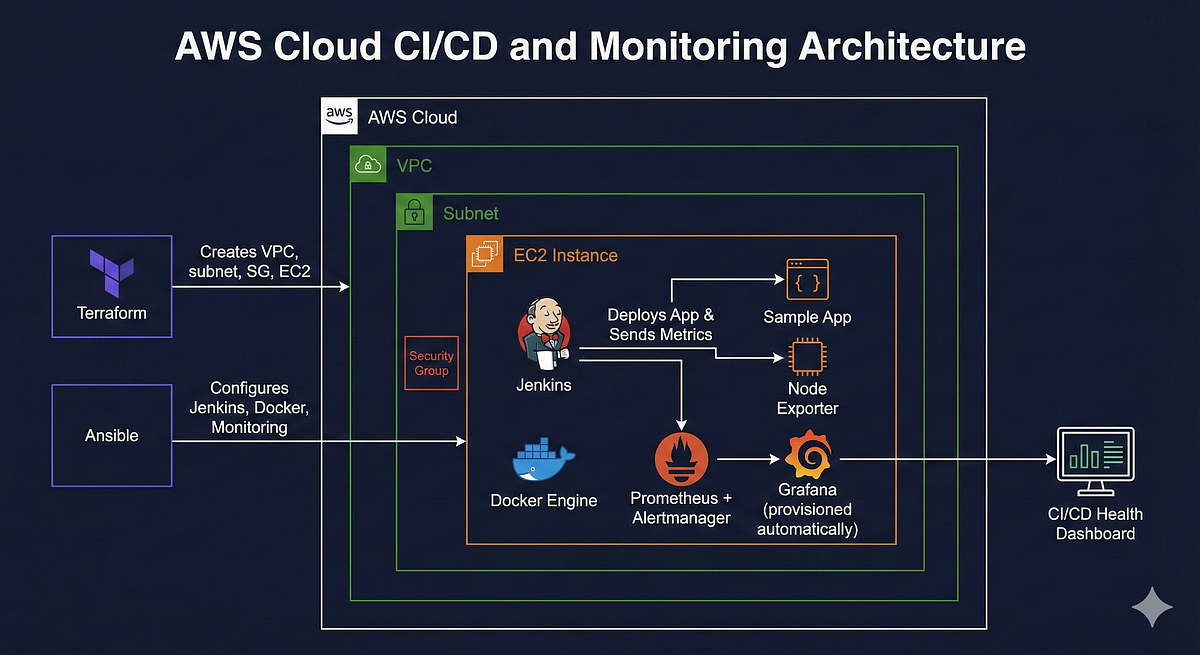 AWS Cloud CI/CD and Monitoring Architecture
aws
AWS Cloud
VPC
Subnet
EC2 Instance
Terraform
Creates VPC,
subnet, SG, EC2
Deploys App &
Sends Metrics
Sample App
Security
Group
Jenkins
Node
Exporter
Ansible
Configures
Jenkins, Docker,
Monitoring
Docker Engine
Prometheus +
Alertmanager
Grafana
(provisioned
automatically)
CI/CD Health
Dashboard